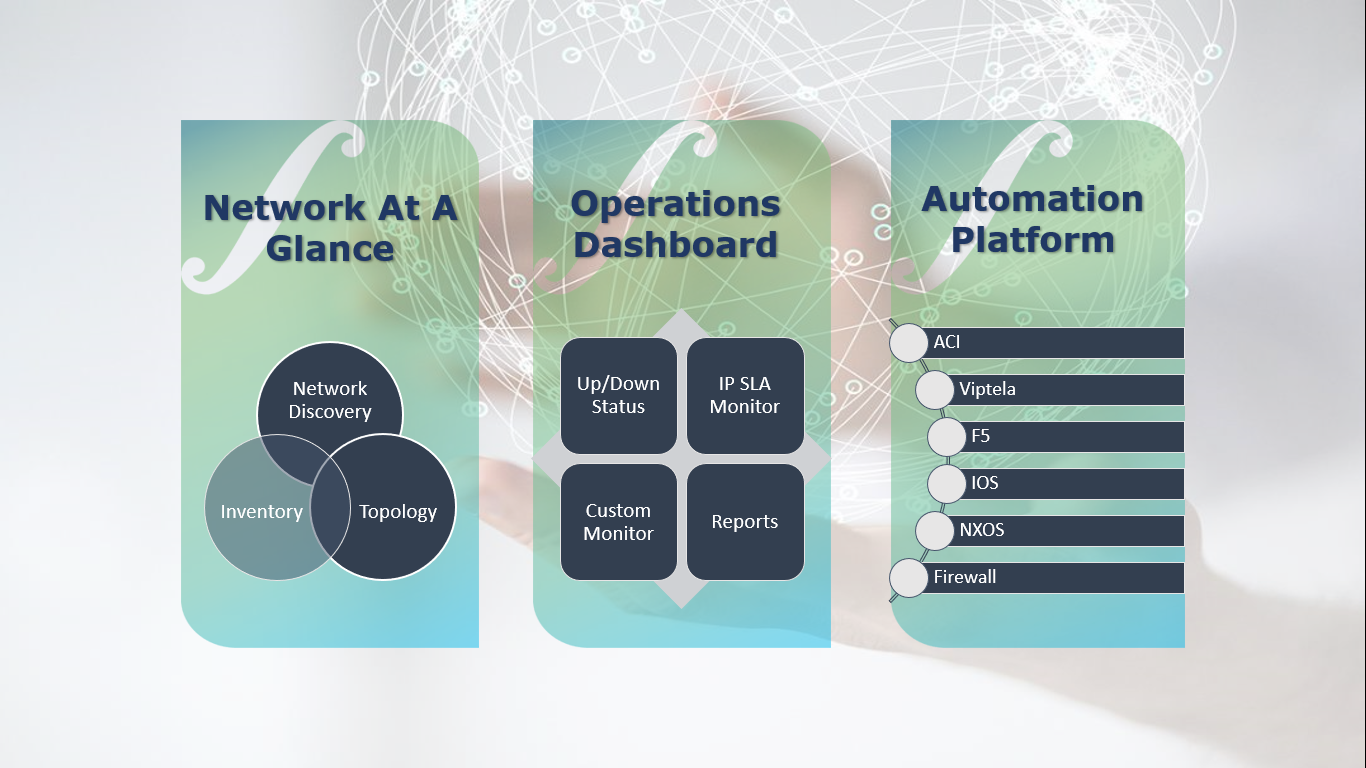 Network At A
Glance
Network
Discovery
Inventory
Topology
Operations
Dashboard
Up/Down
Status
IP SLA
Monitor
Custom
Monitor
Reports
Automation
Platform
ACI
Viptela
F5
IOS
NXOS
Firewall